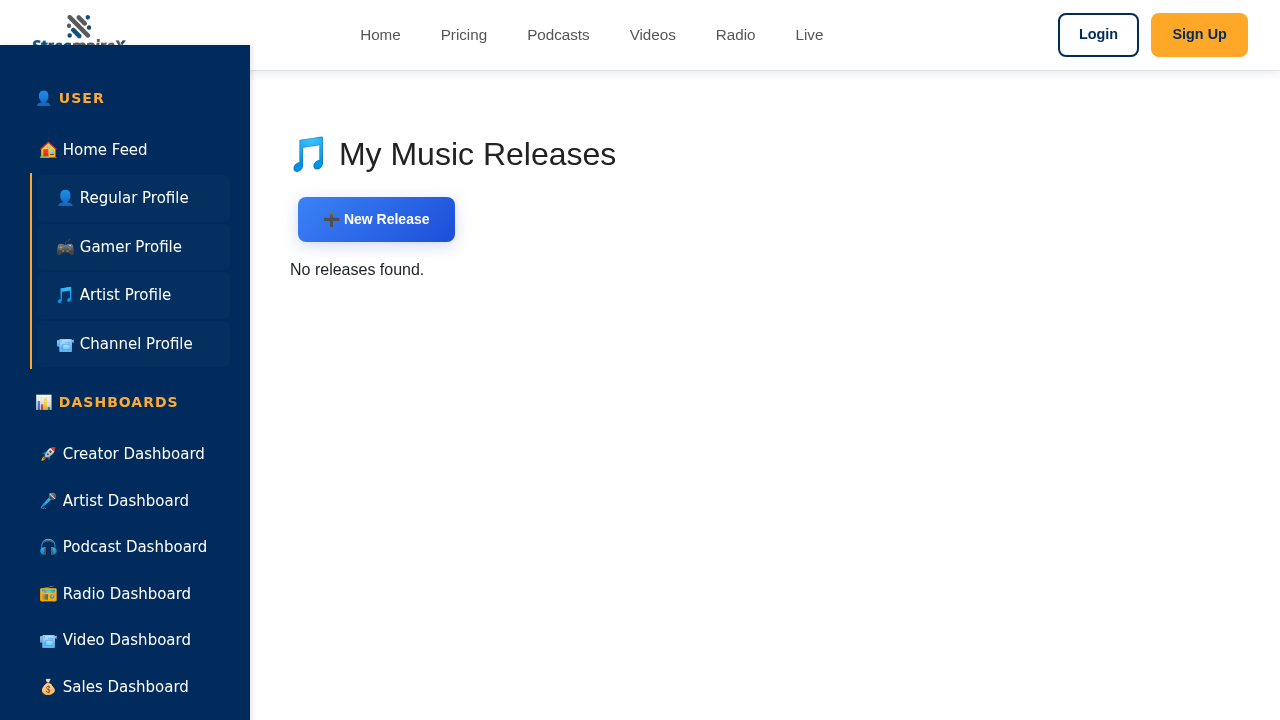 StreampireX
Home
Pricing
Podcasts
Videos
Radio
Live
Login
Sign Up
USER
Home Feed
Regular Profile
Gamer Profile
Artist Profile
Channel Profile
DASHBOARDS
Creator Dashboard
Artist Dashboard
Podcast Dashboard
Radio Dashboard
Video Dashboard
Sales Dashboard
My Music Releases
New Release
No releases found.